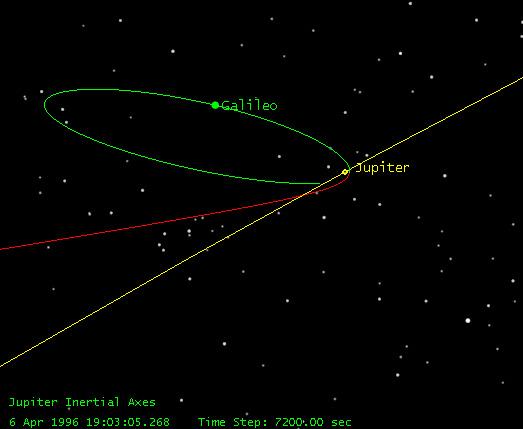 Galileo
Jupiter
Jupiter Inertial Axes
6 Apr 1996 19:03:05.268 Time Step: 7200.00 sec